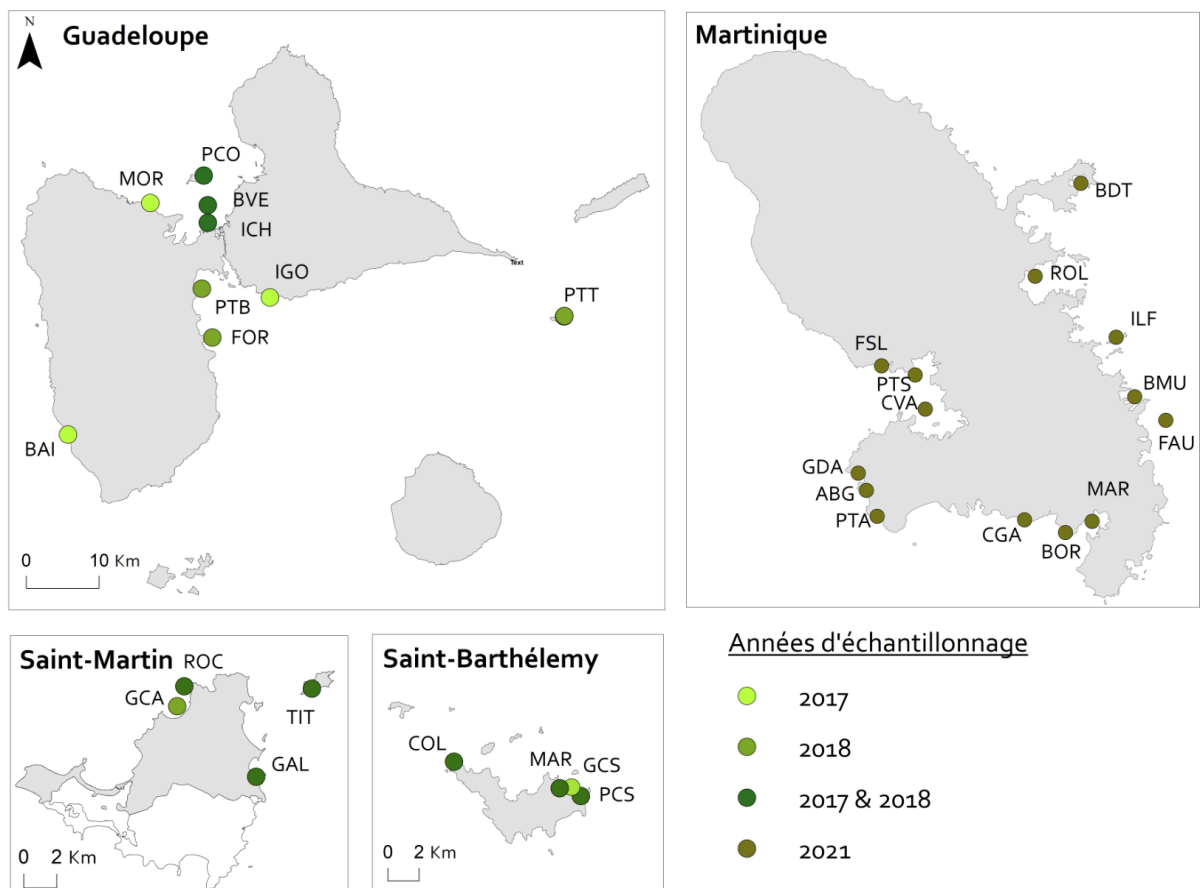 N
Guadeloupe
PCO
MOR
BVE
ICH
IGO
PTB
PTT
FOR
BAI
Text
0 10 Km
Martinique
BDT
ROL
ILF
FSL
PTS
BMU
CVA
FAU
GDA
ABG
MAR
PTA
CGA
BOR
Saint-Martin
ROC
GCA
TIT
GAL
0 2 Km
Saint-Barthélemy
COL
MAR
GCS
PCS
0 2 Km
Années d'échantillonnage
2017
2018
2017 & 2018
2021